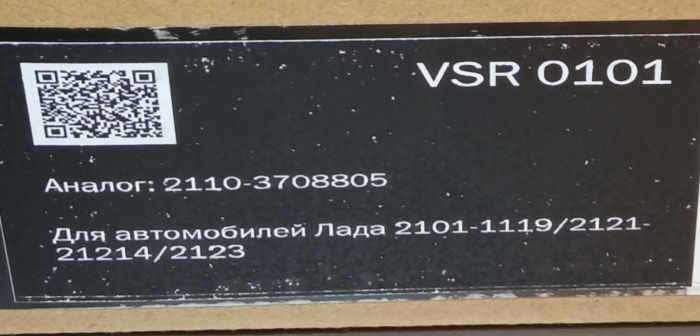 VSR 0101
Аналог: 2110-3708805
Для автомобилей Лада 2101-1119/2121-
21214/2123